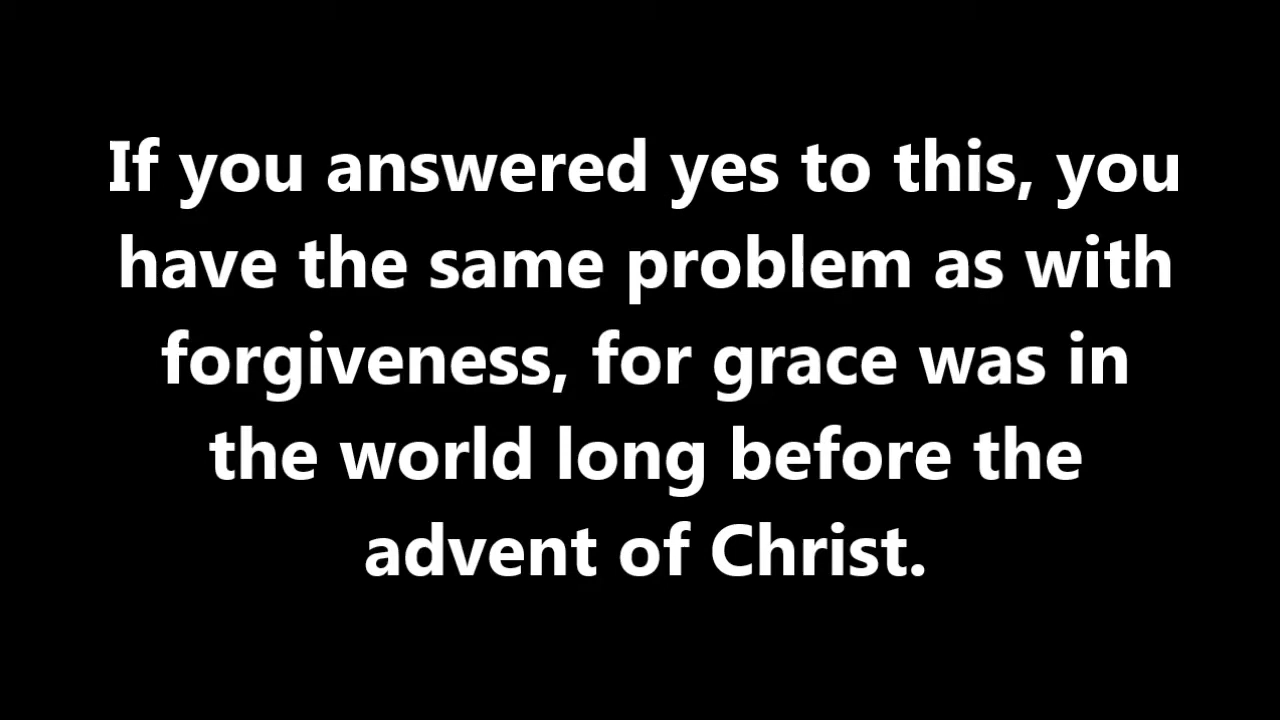 If you answered yes to this, you
have the same problem as with
forgiveness, for grace was in
the world long before the
advent of Christ.